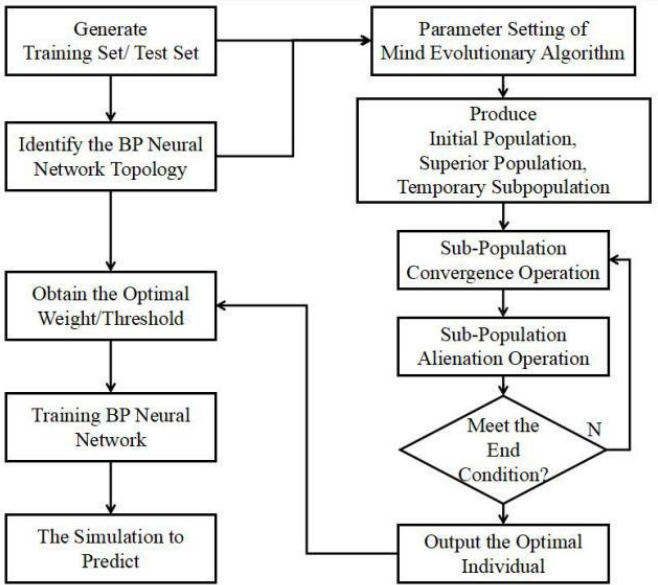 Generate
Training Set/ Test Set
Identify the BP Neural
Network Topology
Obtain the Optimal
Weight/Threshold
Training BP Neural
Network
The Simulation to
Predict
Parameter Setting of
Mind Evolutionary Algorithm
Produce
Initial Population,
Superior Population,
Temporary Subpopulation
Sub-Population
Convergence Operation
Sub-Population
Alienation Operation
Meet the
End
Condition?
N
Output the Optimal
Individual